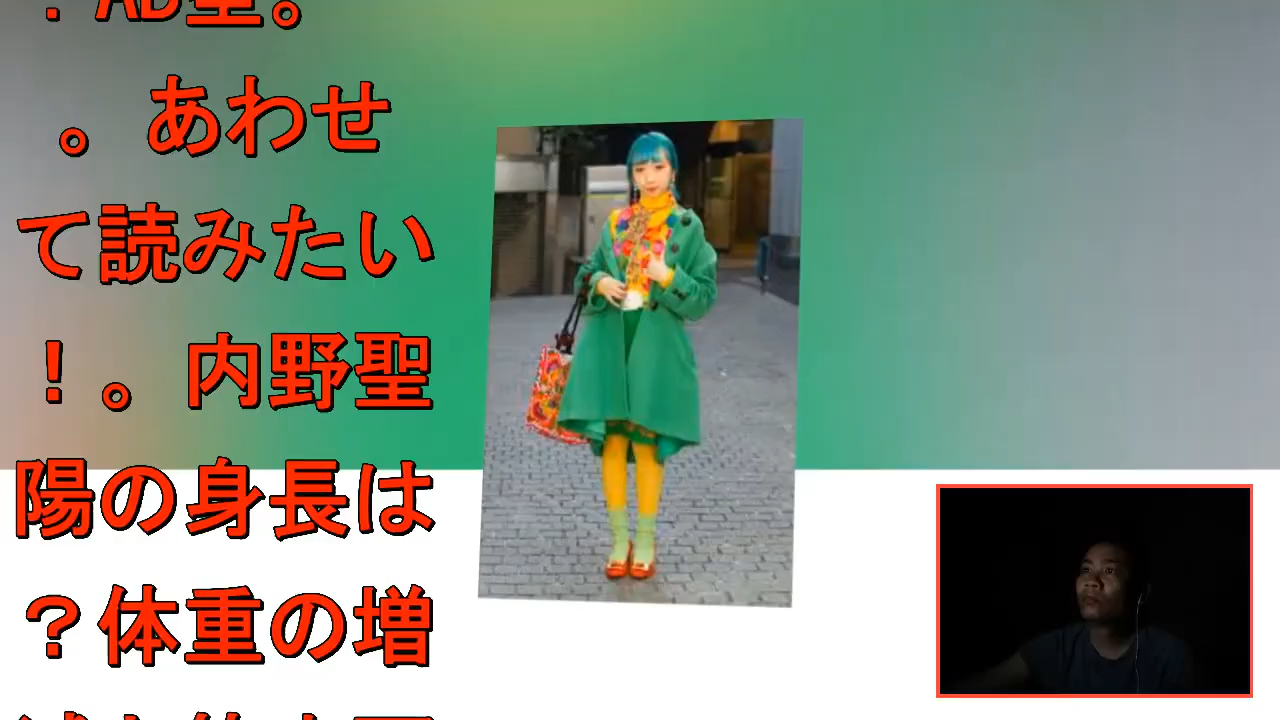 ！AB型。
。あわせ
て読みたい
！。内野聖
陽の身長は
？体重の増